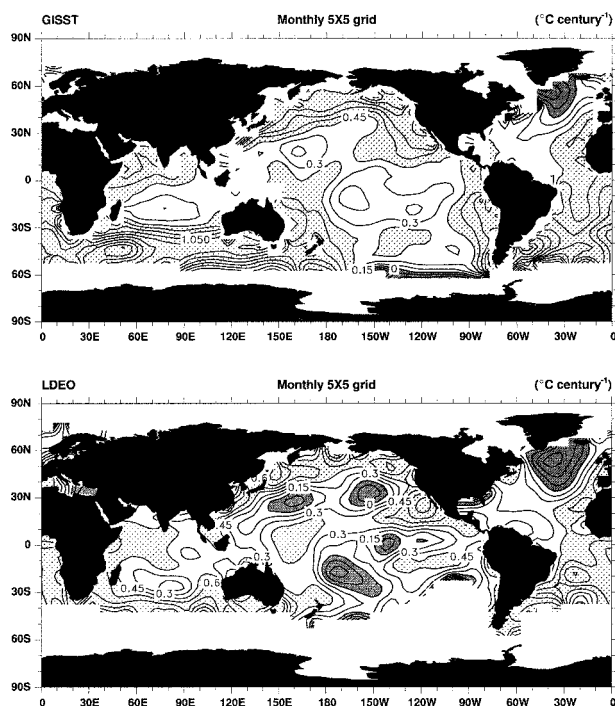 GISST Monthly 5X5 grid (°C century⁻¹)
90N
60N
0.45
30N
0.3
0
0.3
30S
1.050
0.15 0
60S
90S
0 30E 60E 90E 120E 150E 180 150W 120W 90W 60W 30W 0
LDEO Monthly 5X5 grid (°C century⁻¹)
90N
60N
0.3
0.15 0.3
30N
0 0.45
.45 0.3 0.3
0.15
0
0.3 0.3 0.45
0.45 0.6
0.3
30S
60S
90S
0 30E 60E 90E 120E 150E 180 150W 120W 90W 60W 30W 0